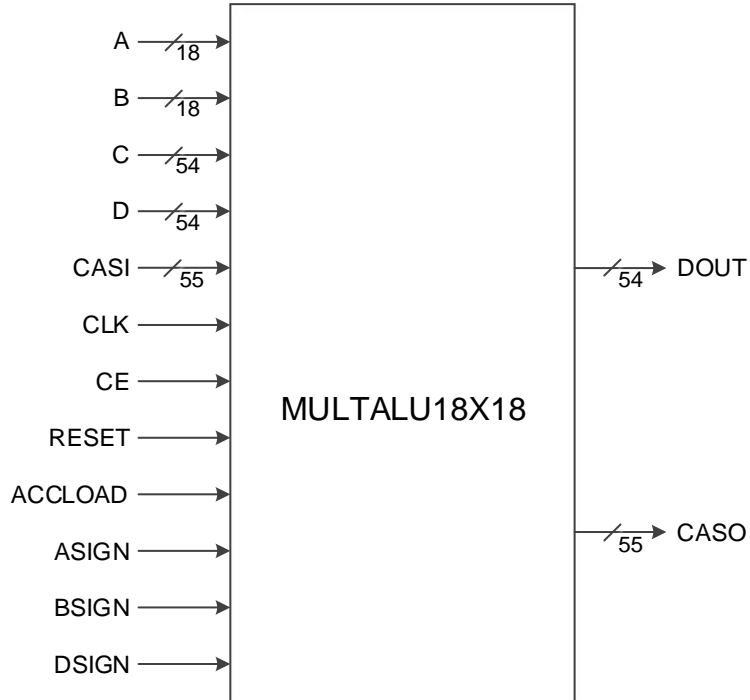 A
18
B
18
C
54
D
54
CASI
55
CLK
CE
RESET
ACCLOAD
ASIGN
BSIGN
DSIGN
MULTALU18X18
54
DOUT
55
CASO